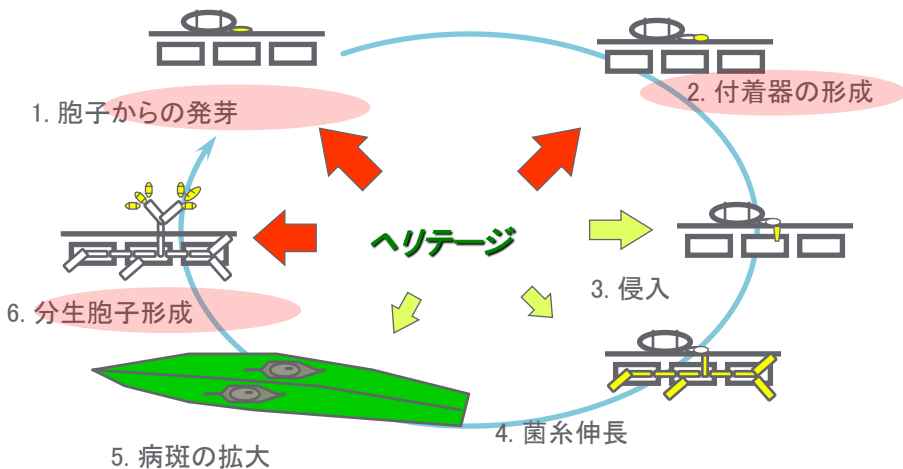 1. 胞子からの発芽
2. 付着器の形成
ヘリテージ
3. 侵入
6. 分生胞子形成
4. 菌糸伸長
5. 病斑の拡大